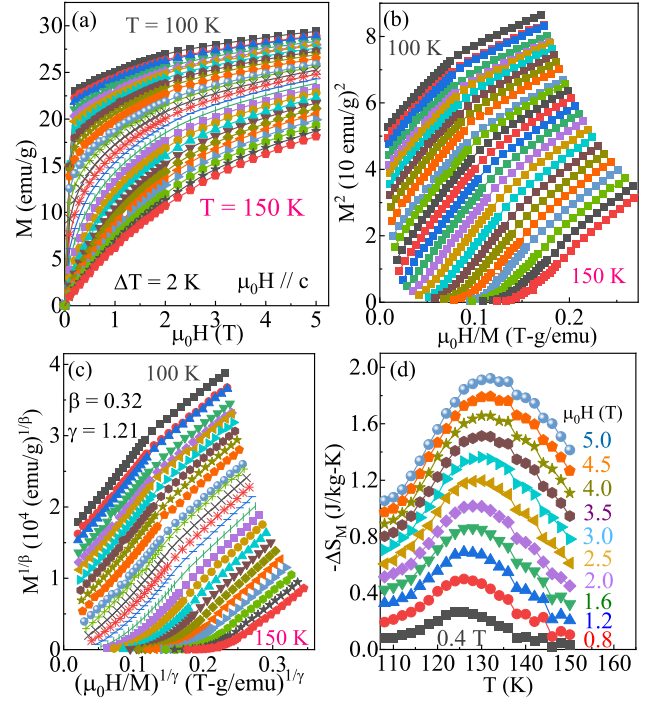 (a)
T = 100 K
T = 150 K
ΔT = 2 K
μ₀H // c
M (emu/g)
30
25
20
15
10
5
0
0 1 2 3 4 5
μ₀H (T)
(b)
100 K
150 K
M² (10 emu/g)²
8
6
4
2
0
0.0 0.1 0.2
μ₀H/M (T-g/emu)
(c)
100 K
β = 0.32
γ = 1.21
150 K
M^1/β (10⁴ (emu/g)^1/β)
4
3
2
1
0
0.0 0.1 0.2 0.3
(μ₀H/M)^1/γ (T-g/emu)^1/γ
(d)
μ₀H (T)
5.0
4.5
4.0
3.5
3.0
2.5
2.0
1.6
1.2
0.8
0.4 T
-ΔS_M (J/kg-K)
2.0
1.6
1.2
0.8
0.4
0.0
110 120 130 140 150 160
T (K)